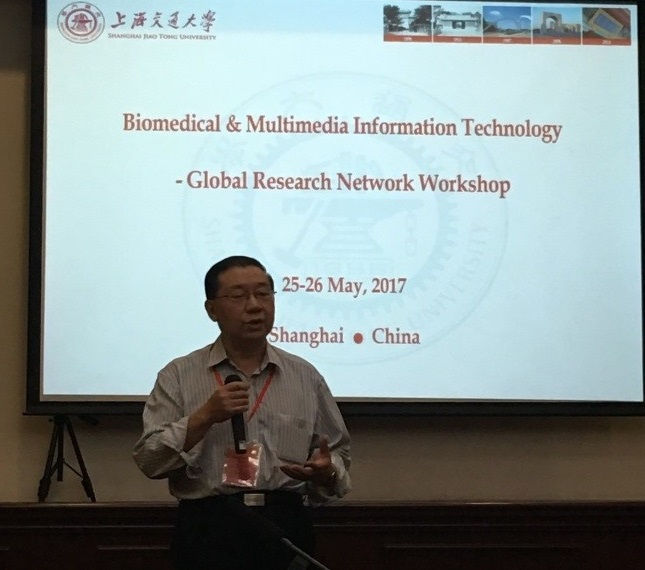 上海交通大学
SHANGHAI JIAO TONG UNIVERSITY
Biomedical & Multimedia Information Technology
- Global Research Network Workshop
25-26 May, 2017
Shanghai ● China